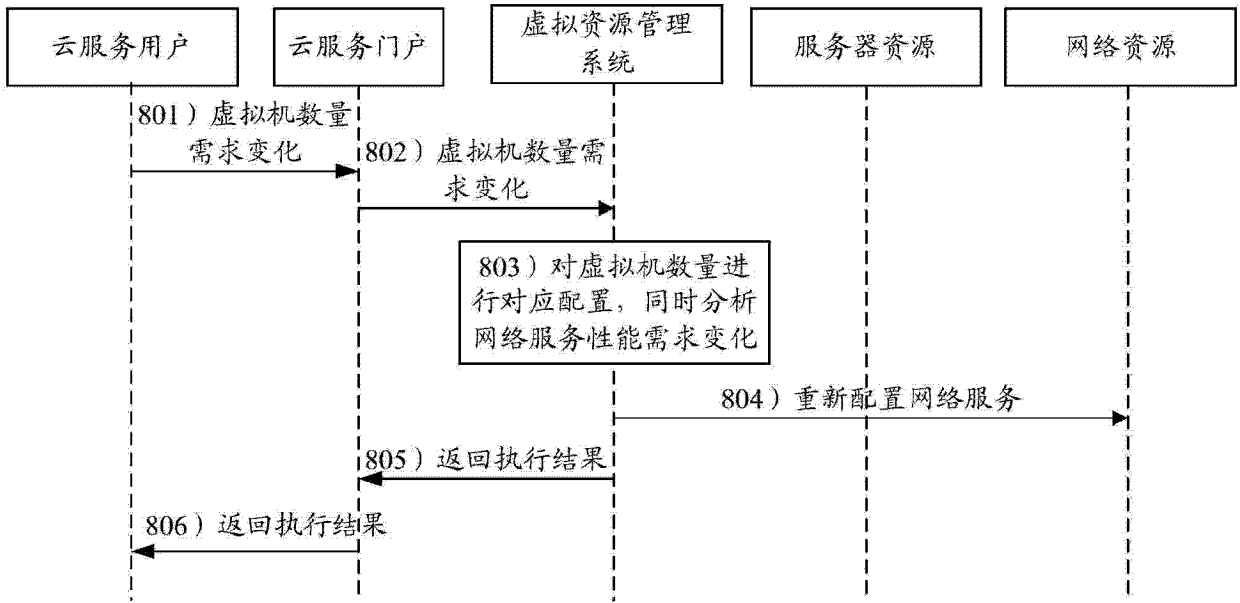 云服务用户
云服务门户
虚拟资源管理
系统
服务器资源
网络资源
801）虚拟机数量
需求变化
802）虚拟机数量需
求变化
803）对虚拟机数量进
行对应配置，同时分析
网络服务性能需求变化
804）重新配置网络服务
805）返回执行结果
806）返回执行结果